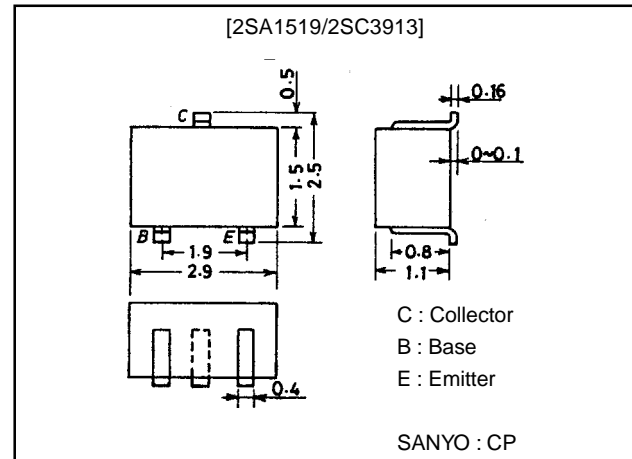 [2SA1519/2SC3913]
0.5
C
0.16
1.5
2.5
0~0.1
B
E
1.9
2.9
0.8
1.1
C : Collector
B : Base
E : Emitter
0.4
SANYO : CP